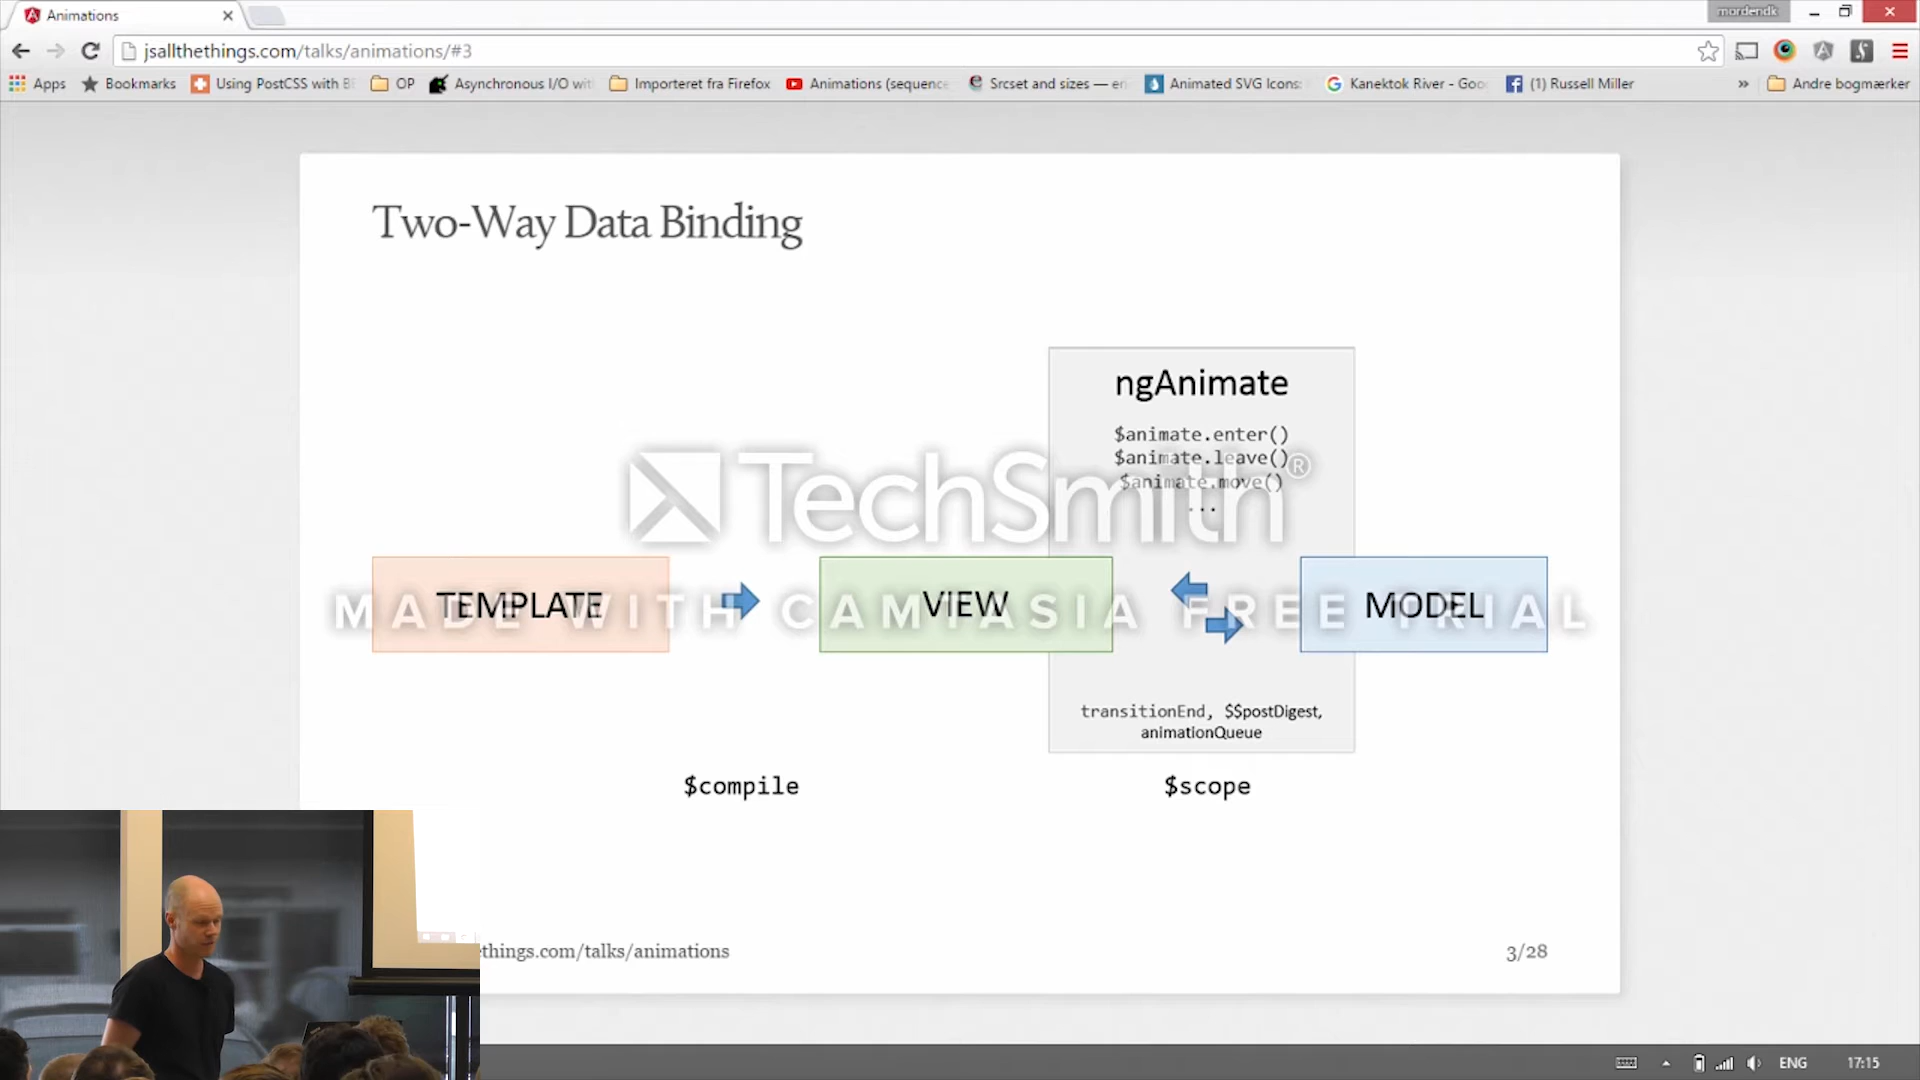 Animations
mordendk
jsallthethings.com/talks/animations/#3
Apps
Bookmarks
Using PostCSS with B
OP
Asynchronous I/O wit
Importeret fra Firefox
Animations (sequence
Srcset and sizes — er
Animated SVG Icons:
Kanektok River - Goo
(1) Russell Miller
»
Andre bogmærker
Two-Way Data Binding
ngAnimate
$animate.enter()
$animate.leave()
$animate.move()
...
TechSmith®
TEMPLATE
VIEW
MODEL
MADE WITH CAMTASIA FREE TRIAL
transitionEnd, $$postDigest,
animationQueue
$compile
$scope
ethings.com/talks/animations
3/28
ENG
17:15